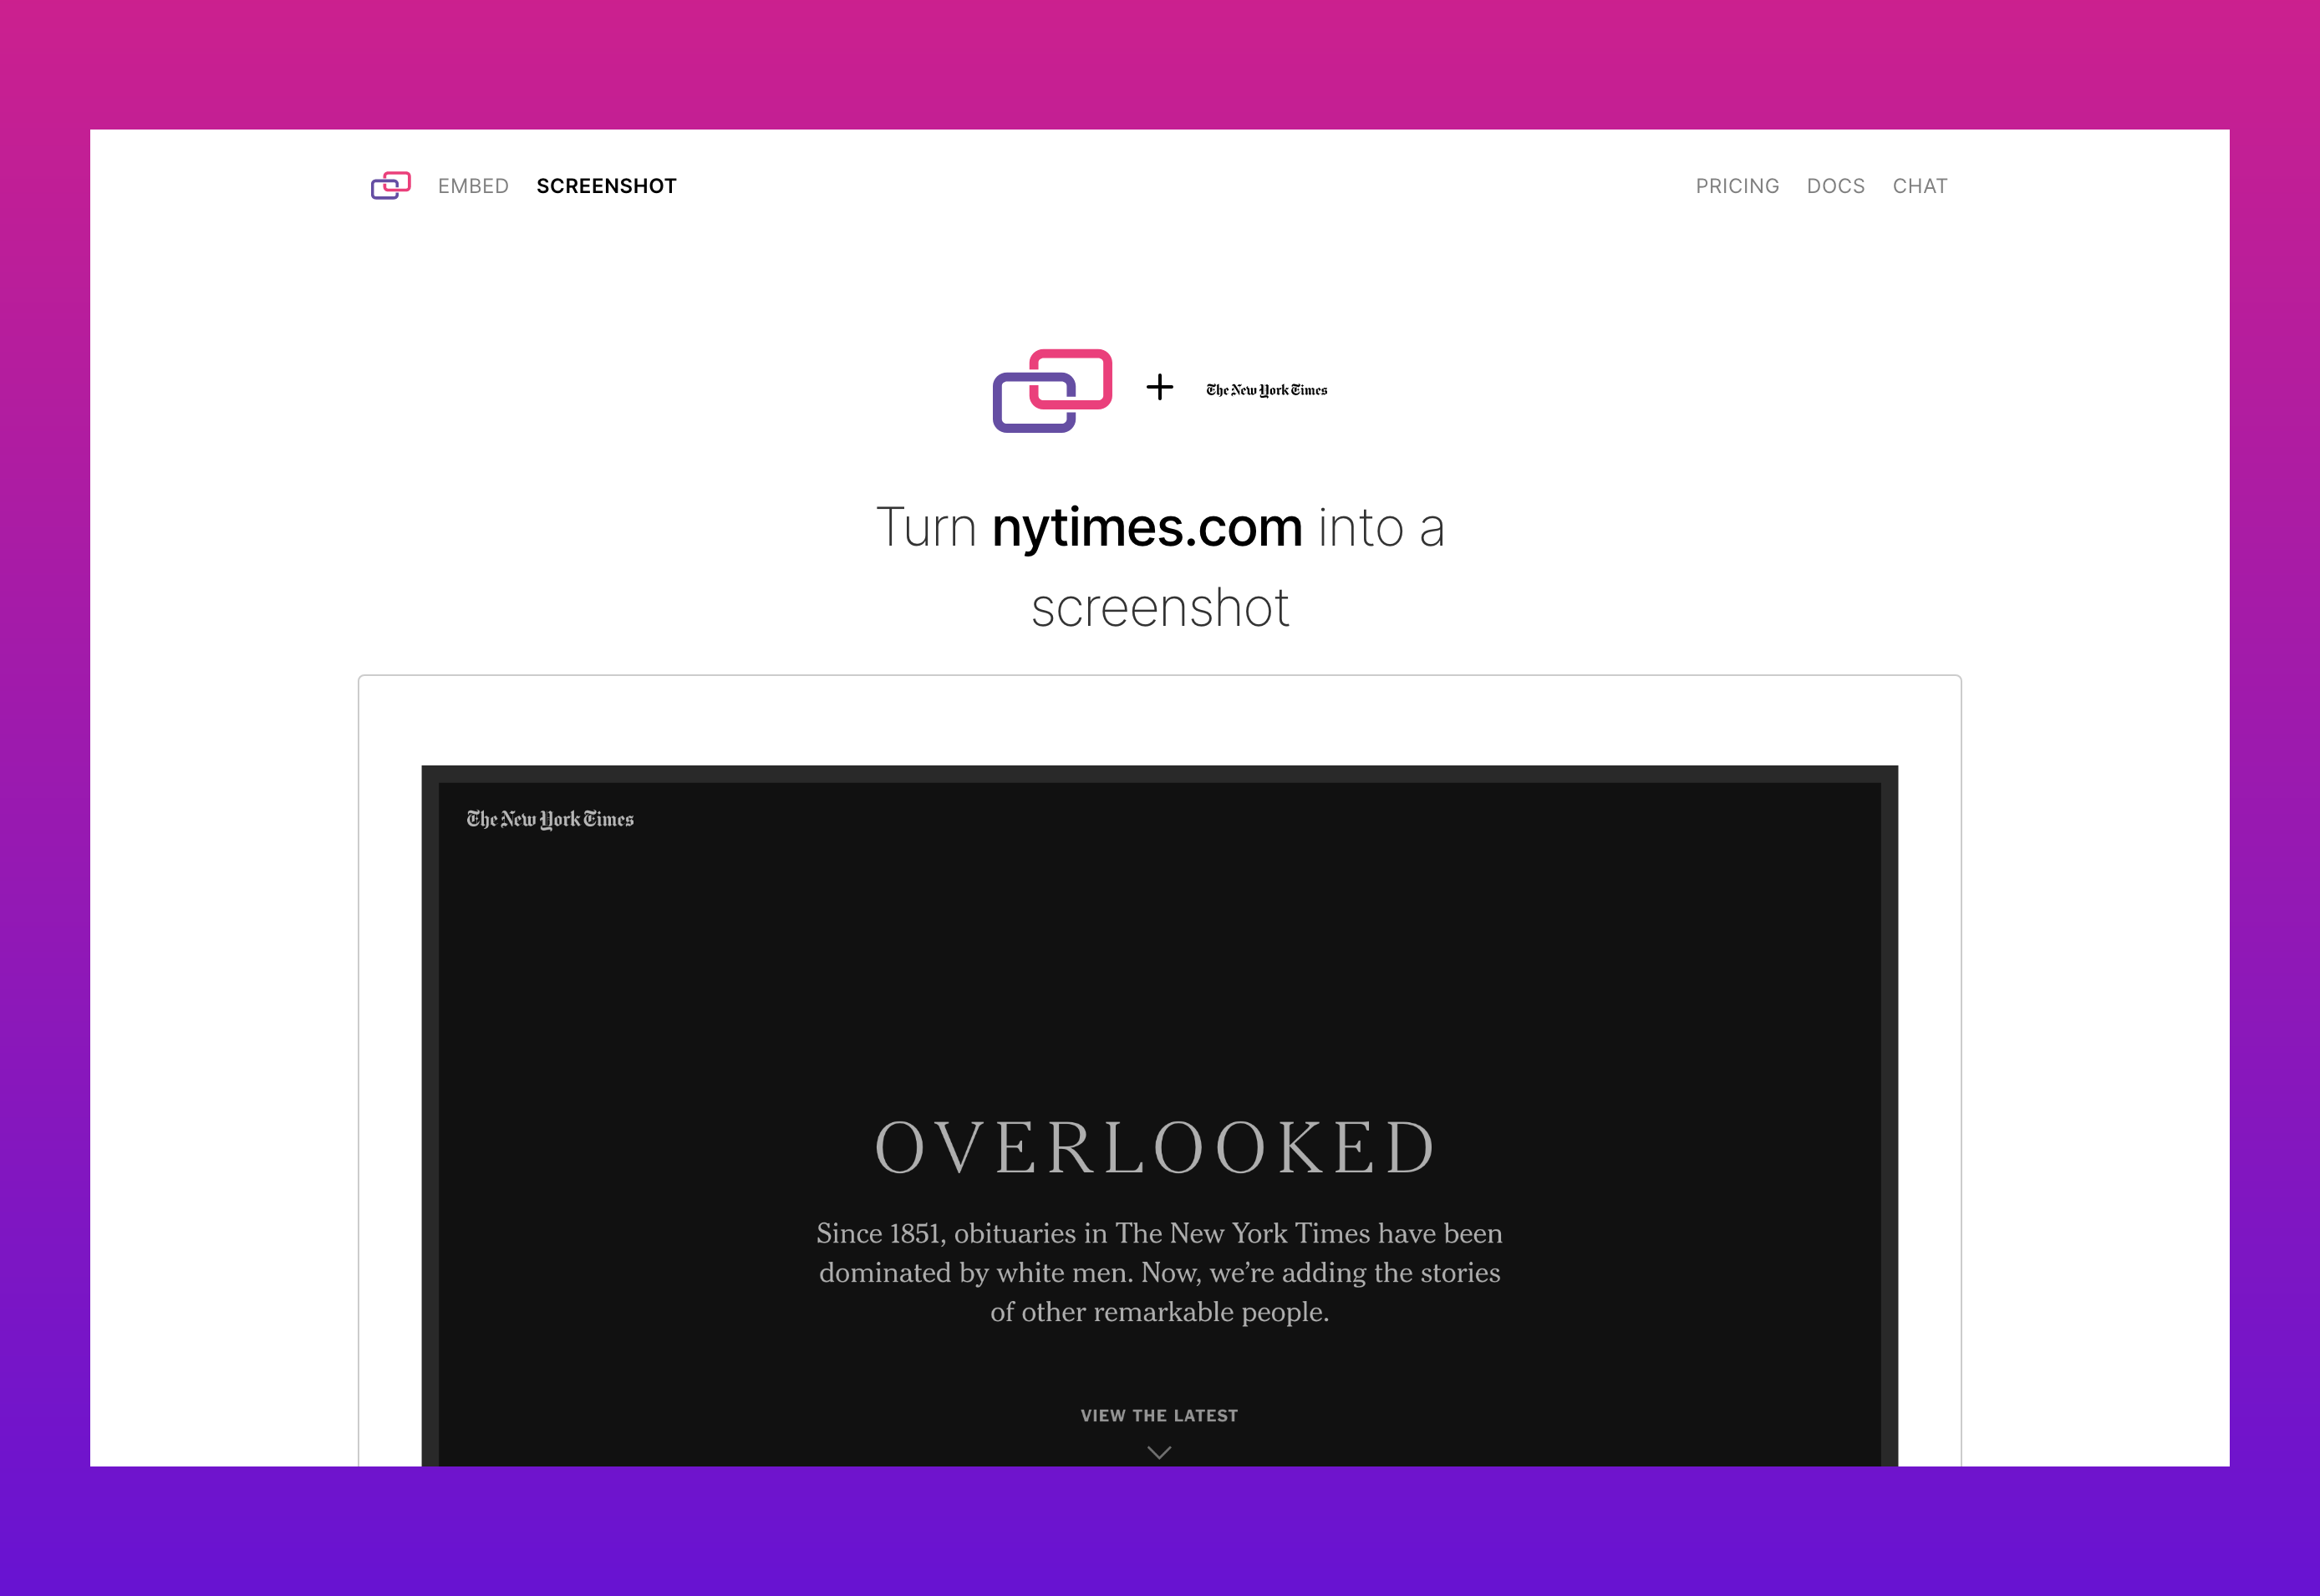 EMBED SCREENSHOT PRICING DOCS CHAT
+ The New York Times
Turn nytimes.com into a
screenshot
The New York Times
OVERLOOKED
Since 1851, obituaries in The New York Times have been
dominated by white men. Now, we’re adding the stories
of other remarkable people.
VIEW THE LATEST